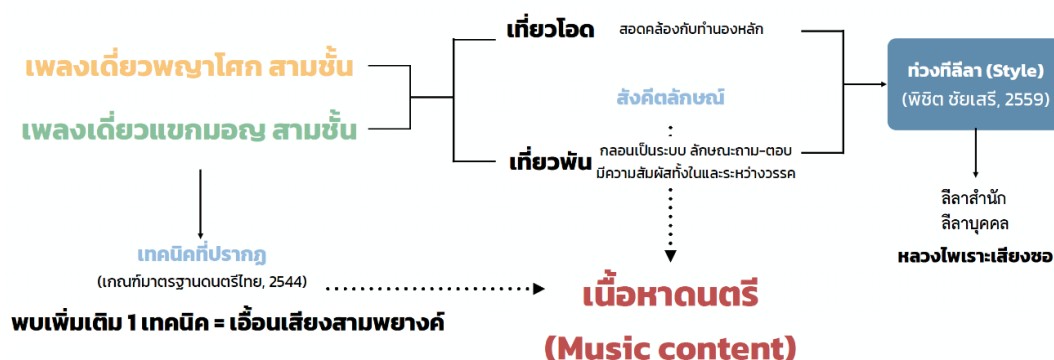 เพลงเดี่ยวพญาโศก สามชั้น
เพลงเดี่ยวแขกมอญ สามชั้น
เที่ยวโอด
สอดคล้องกับทำนองหลัก
สังคีตลักษณ์
เที่ยวพัน
กลอนเป็นระบบ ลักษณะถาม-ตอบ
มีความสัมผัสทั้งในและระหว่างวรรค
ท่วงทีลีลา (Style)
(พิชิต ชัยเสรี, 2559)
ลีลาสำนัก
ลีลาบุคคล
หลวงไพเราะเสียงซอ
เทคนิคที่ปรากฏ
(เกณฑ์มาตรฐานดนตรีไทย, 2544)
พบเพิ่มเติม 1 เทคนิค = เอื้อนเสียงสามพยางค์
เนื้อหาดนตรี
(Music content)